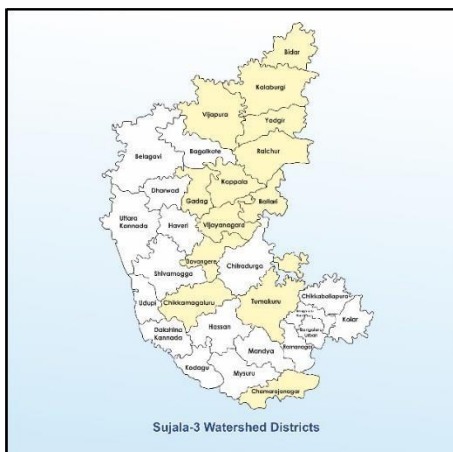 Bidar
Kalaburgi
Vijapura
Yadgir
Raichur
Bagalkote
Belagavi
Koppala
Dharwad
Gadag
Ballari
Uttara
Kannada
Haveri
Vijayanagara
Davangere
Chitradurga
Shivamogga
Chikkamagaluru
Tumakuru
Chikkaballapura
Udupi
Kolar
Hassan
Dakshina
Kannada
Mandya
Ramanagar
Kodagu
Mysuru
Chamarajanagar
Sujala-3 Watershed Districts